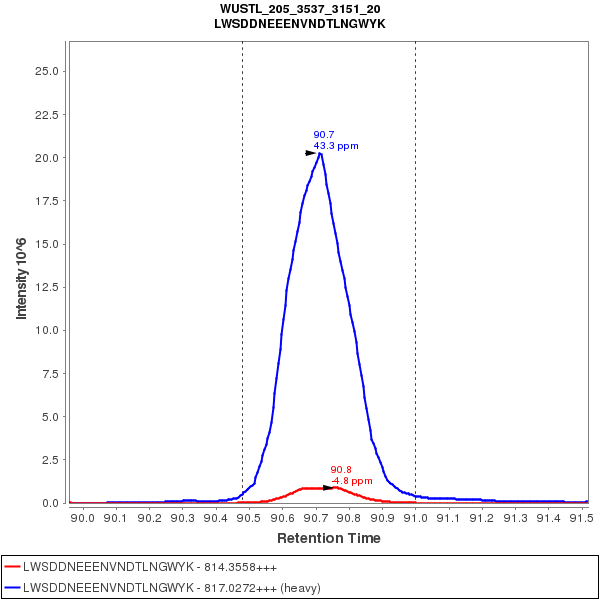 WUSTL_205_3537_3151_20
LWSDDNEEENVNDTLNGWYK
Intensity 10^6
25.0
22.5
20.0
17.5
15.0
12.5
10.0
7.5
5.0
2.5
0.0
90.7
43.3 ppm
90.8
-4.8 ppm
90.0 90.1 90.2 90.3 90.4 90.5 90.6 90.7 90.8 90.9 91.0 91.1 91.2 91.3 91.4 91.5
Retention Time
LWSDDNEEENVNDTLNGWYK - 814.3558+++
LWSDDNEEENVNDTLNGWYK - 817.0272+++ (heavy)